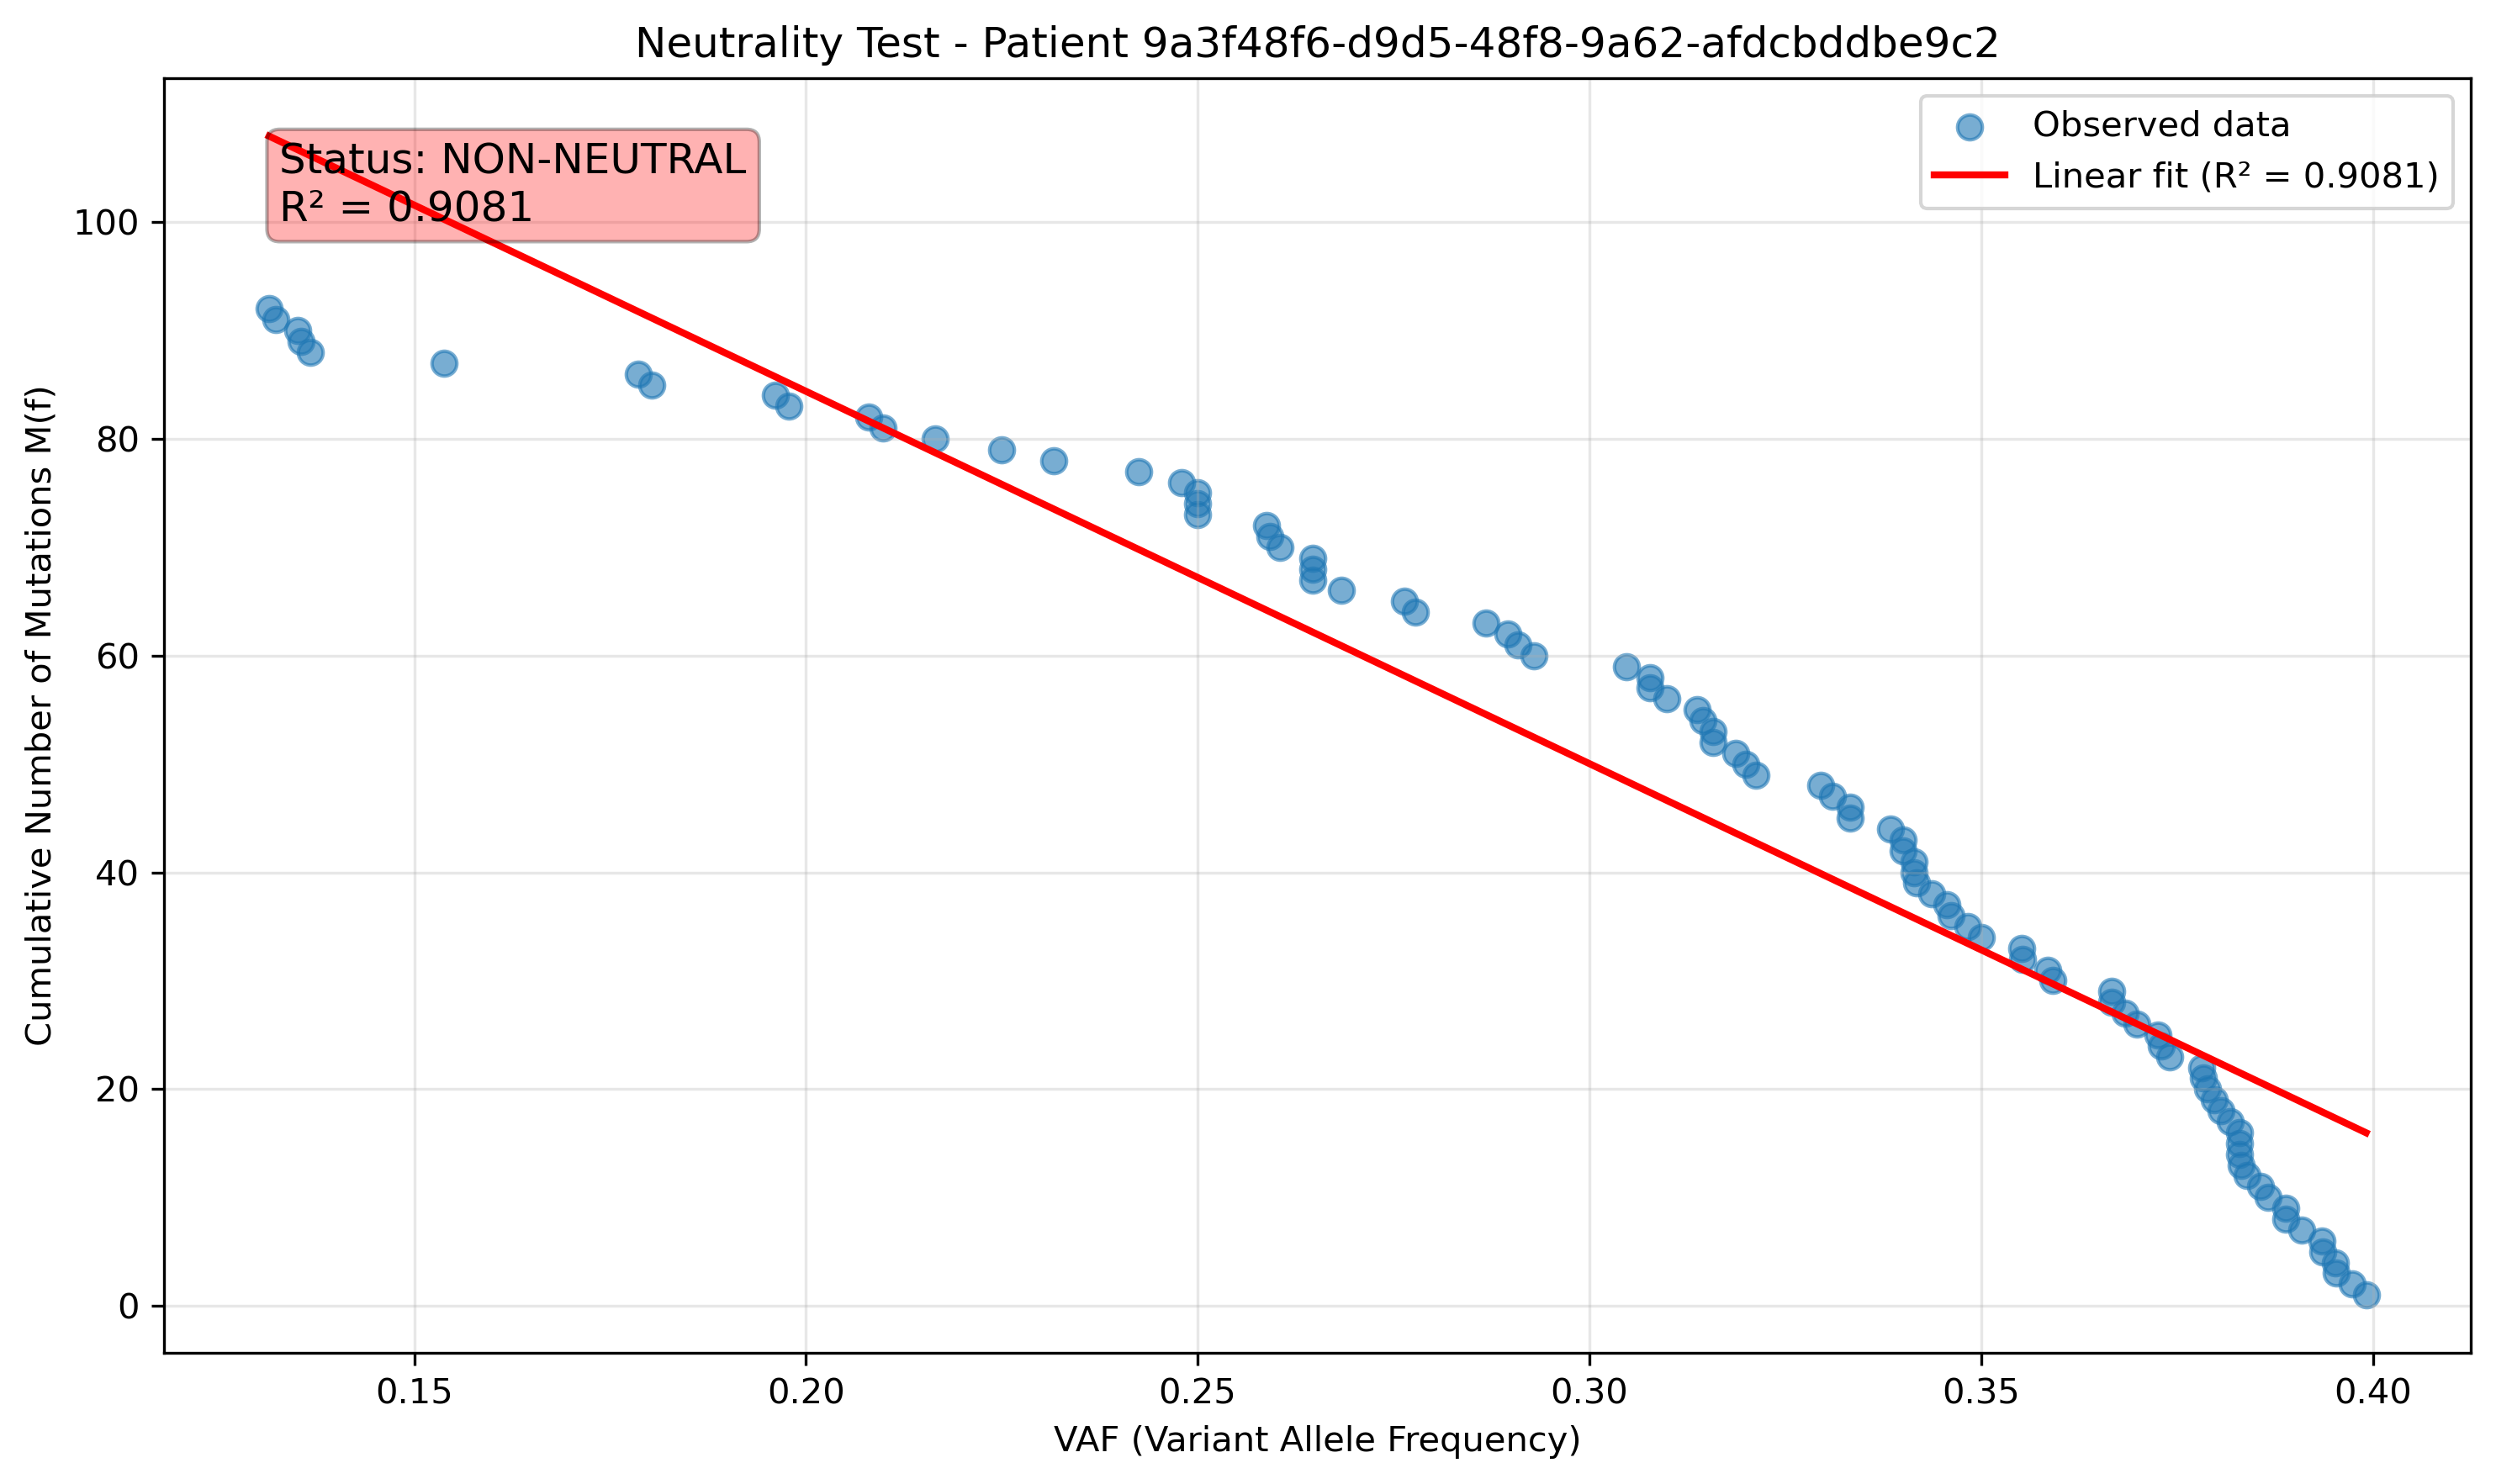 Neutrality Test - Patient 9a3f48f6-d9d5-48f8-9a62-afdcbddbe9c2
Status: NON-NEUTRAL
R² = 0.9081
Observed data
Linear fit (R² = 0.9081)
Cumulative Number of Mutations M(f)
100
80
60
40
20
0
0.15
0.20
0.25
0.30
0.35
0.40
VAF (Variant Allele Frequency)